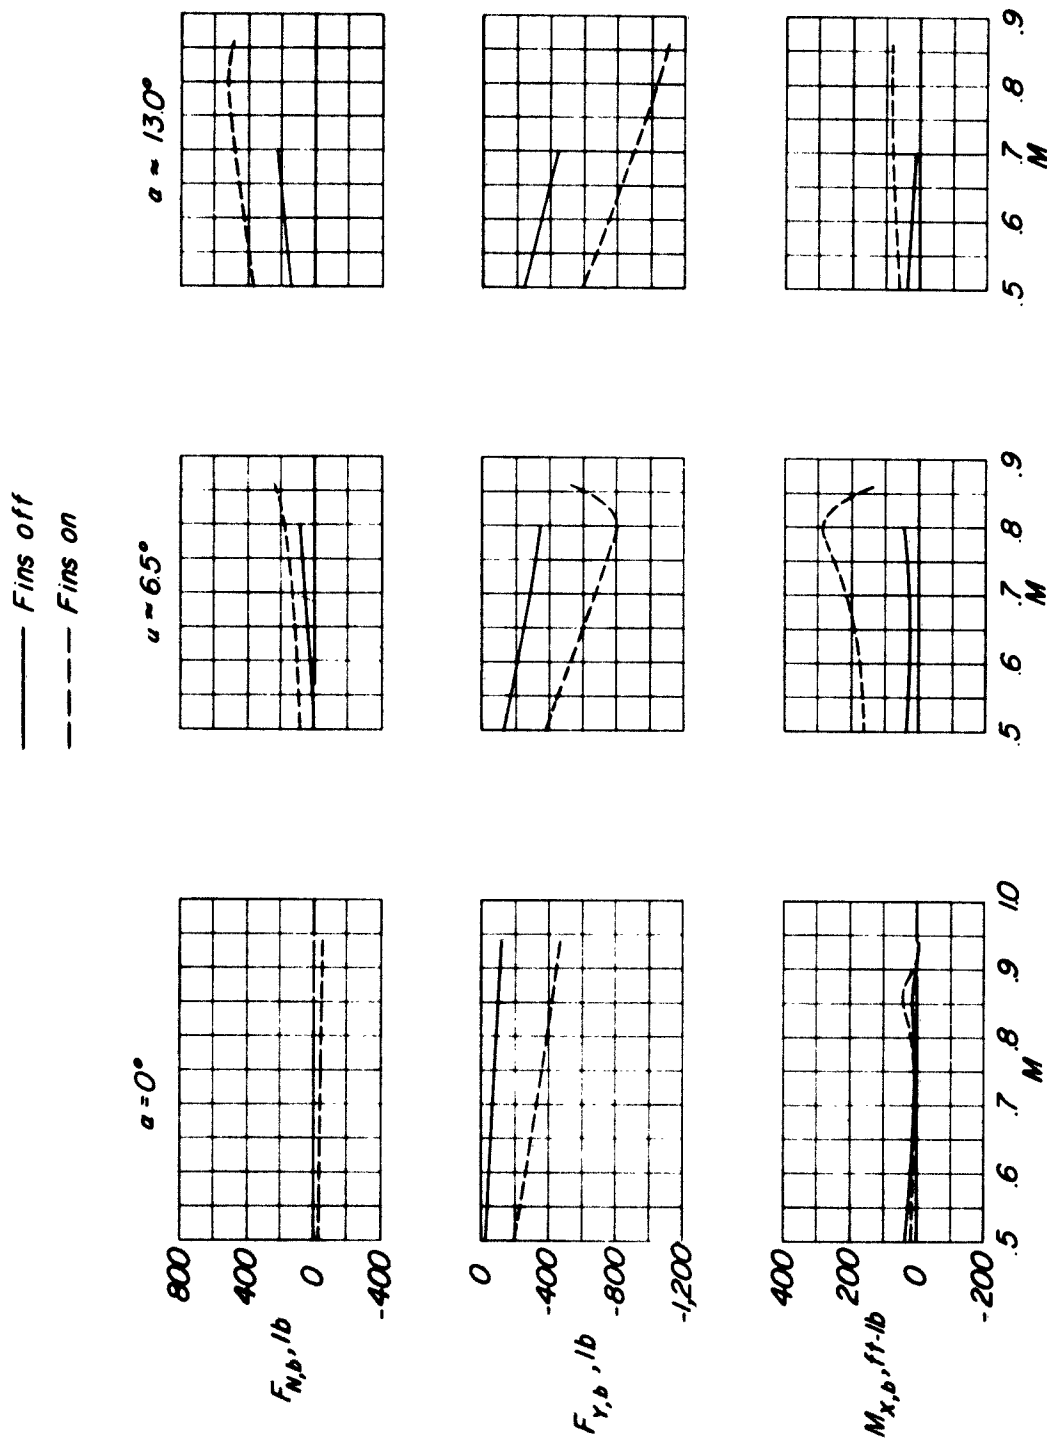 —— Fins off
---- Fins on
a = 0°
u ≈ 6.5°
a ≈ 13.0°
F_N,b, lb
800
400
0
-400
F_Y,b, lb
0
-400
-800
-1,200
M_X,b, ft-lb
400
200
0
-200
.5 .6 .7 .8 .9 1.0
M
.5 .6 .7 .8 .9
M
.5 .6 .7 .8 .9
M